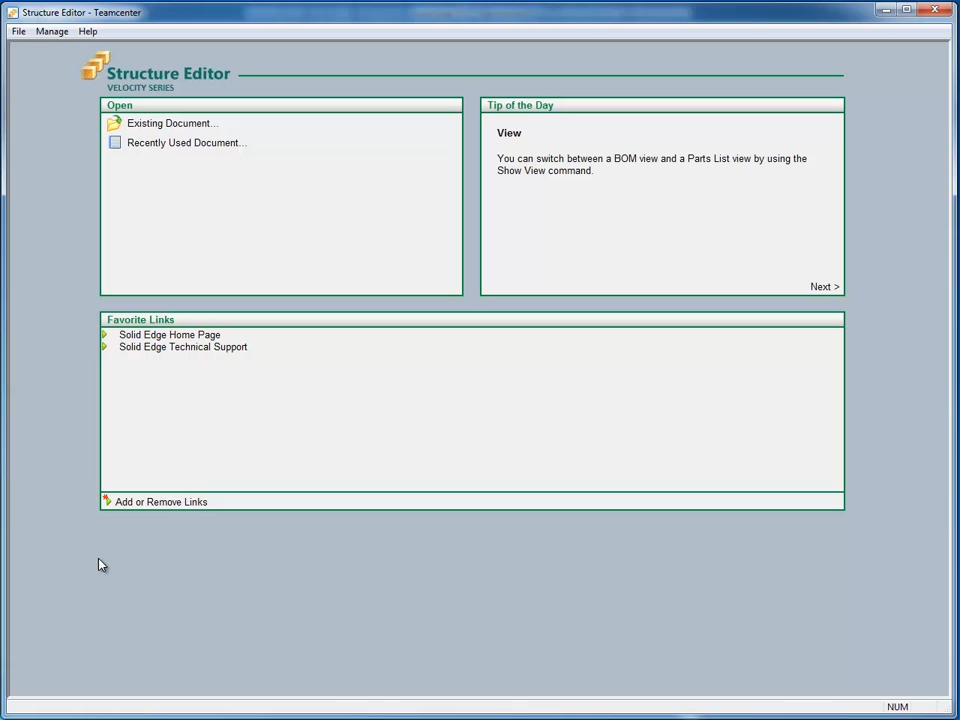 Structure Editor - Teamcenter
File Manage Help
Structure Editor
VELOCITY SERIES
Open
Existing Document...
Recently Used Document...
Tip of the Day
View
You can switch between a BOM view and a Parts List view by using the
Show View command.
Next >
Favorite Links
Solid Edge Home Page
Solid Edge Technical Support
Add or Remove Links
NUM